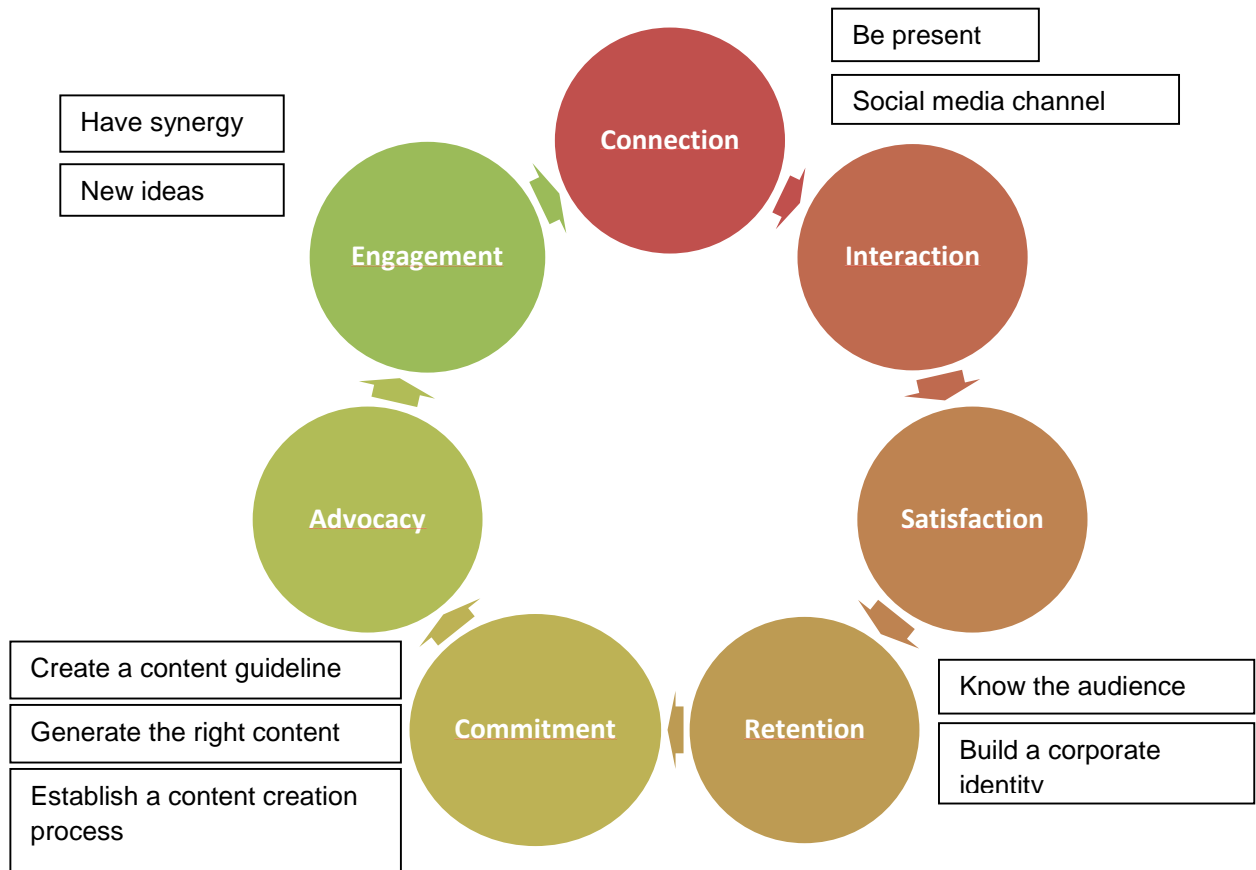 Be present
Social media channel
Have synergy
New ideas
Connection
Engagement
Interaction
Advocacy
Satisfaction
Create a content guideline
Generate the right content
Establish a content creation
process
Commitment
Retention
Know the audience
Build a corporate
identity